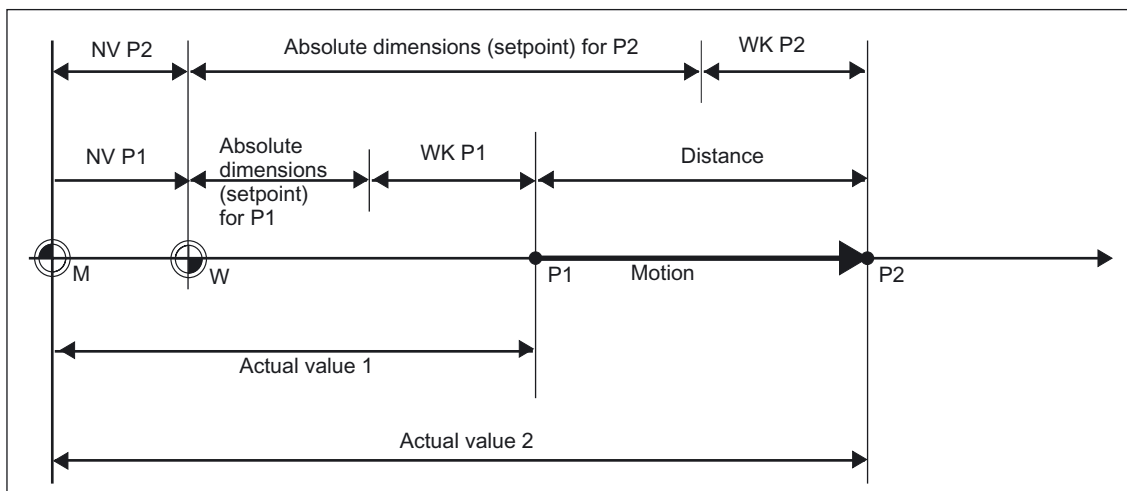 NV P2
Absolute dimensions (setpoint) for P2
WK P2
NV P1
Absolute
dimensions
(setpoint)
for P1
WK P1
Distance
M
W
P1
Motion
P2
Actual value 1
Actual value 2